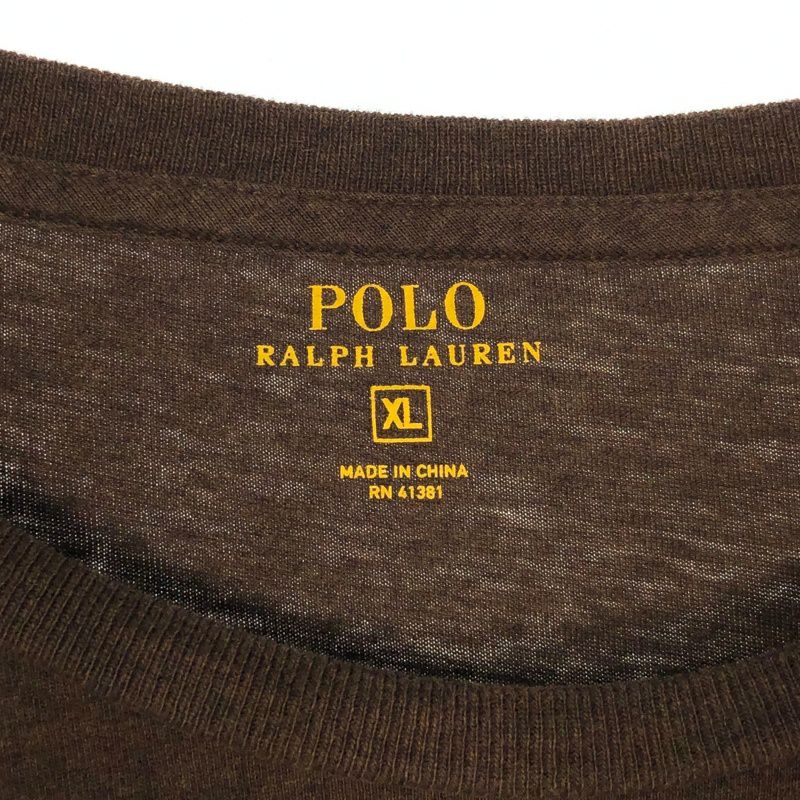 POLO
RALPH LAUREN
XL
MADE IN CHINA
RN 41381